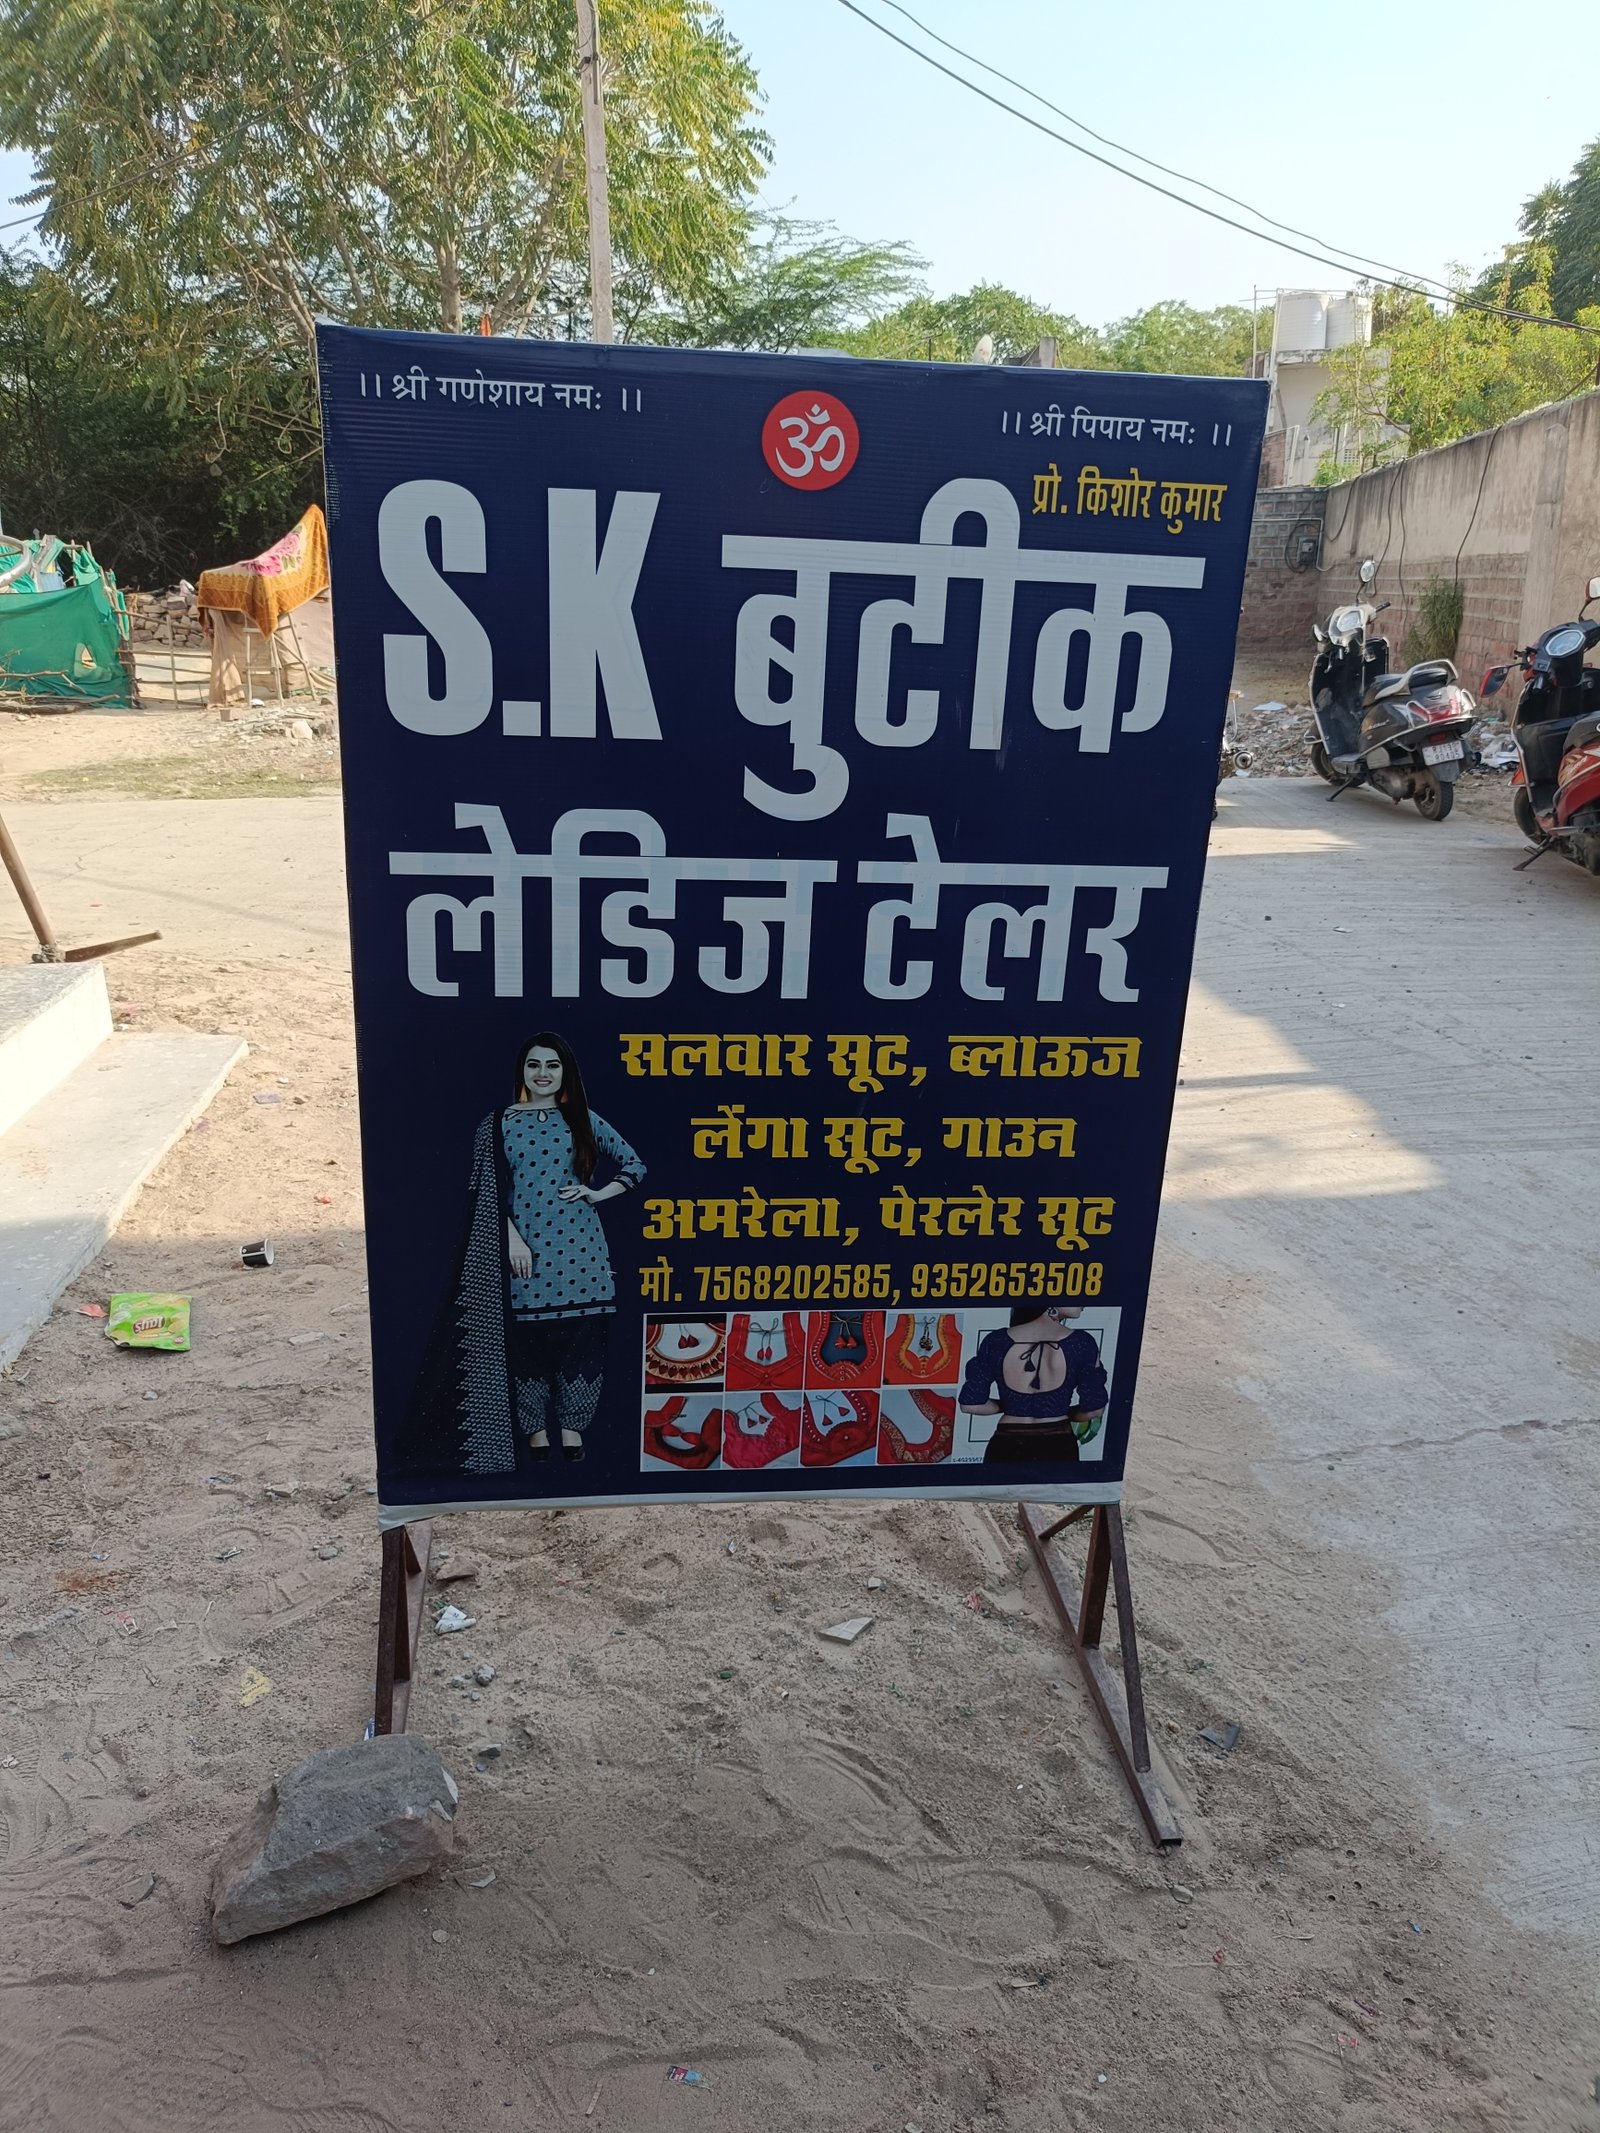 ।। श्री गणेशाय नमः ।।
ॐ
।। श्री पिपाय नमः ।।
प्रो. किशोर कुमार
S.K बुटीक
लेडिज टेलर
सलवार सूट, ब्लाऊज
लेंगा सूट, गाउन
अमरेला, पेरलेर सूट
मो. 7568202585, 9352653508